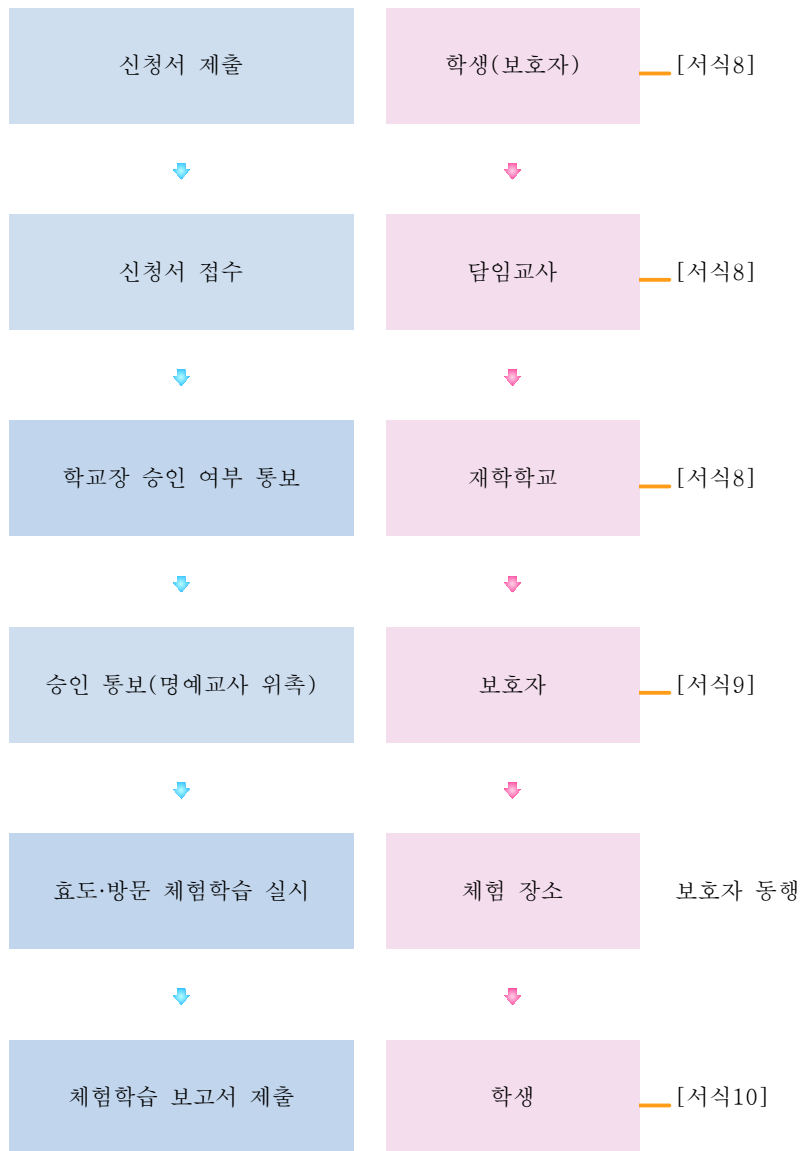 신청서 제출 학생(보호자) [서식8]
신청서 접수 담임교사 [서식8]
학교장 승인 여부 통보 재학학교 [서식8]
승인 통보(명예교사 위촉) 보호자 [서식9]
효도·방문 체험학습 실시 체험 장소 보호자 동행
체험학습 보고서 제출 학생 [서식10]